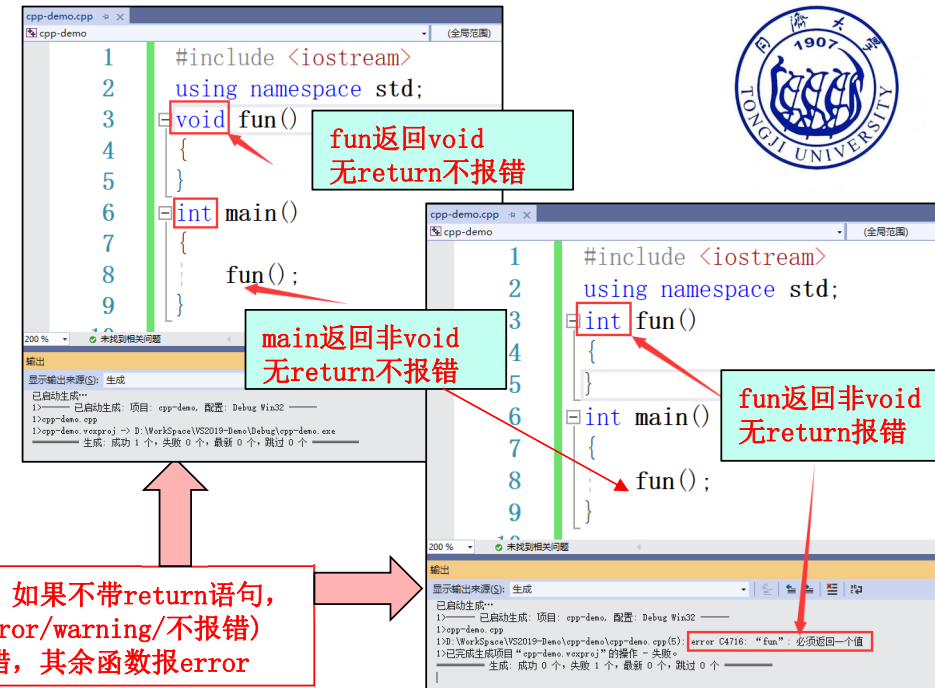 cpp-demo.cpp
cpp-demo
(全局范围)
1 #include <iostream>
2 using namespace std;
3 void fun()
4 {
5 }
6 int main()
7 {
8 fun();
9 }
200 %
未找到相关问题
输出
显示输出来源(S): 生成
已启动生成…
1>------ 已启动生成: 项目: cpp-demo, 配置: Debug Win32 ------
1>cpp-demo.cpp
1>cpp-demo.vcxproj -> D:\WorkSpace\VS2019-Demo\Debug\cpp-demo.exe
========== 生成: 成功 1 个，失败 0 个，最新 0 个，跳过 0 个 ==========
fun返回void
无return不报错
main返回非void
无return不报错
同济大学
1907
TONGJI UNIVERSITY
cpp-demo.cpp
cpp-demo
(全局范围)
1 #include <iostream>
2 using namespace std;
3 int fun()
4 {
5 }
6 int main()
7 {
8 fun();
9 }
fun返回非void
无return报错
200 %
未找到相关问题
输出
显示输出来源(S): 生成
已启动生成…
1>------ 已启动生成: 项目: cpp-demo, 配置: Debug Win32 ------
1>cpp-demo.cpp
1>D:\WorkSpace\VS2019-Demo\cpp-demo\cpp-demo.cpp(5): error C4716: “fun”: 必须返回一个值
1>已完成生成项目“cpp-demo.vcxproj”的操作 - 失败。
========== 生成: 成功 0 个，失败 1 个，最新 0 个，跳过 0 个 ==========
如果不带return语句，
ror/warning/不报错)
错，其余函数报error